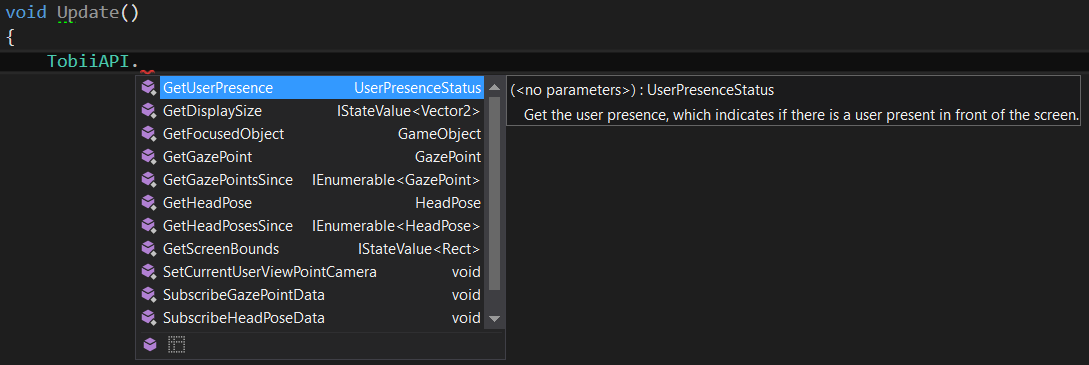 void Update()
{
TobiiAPI.
GetUserPresence UserPresenceStatus
GetDisplaySize IStateValue<Vector2>
GetFocusedObject GameObject
GetGazePoint GazePoint
GetGazePointsSince IEnumerable<GazePoint>
GetHeadPose HeadPose
GetHeadPosesSince IEnumerable<HeadPose>
GetScreenBounds IStateValue<Rect>
SetCurrentUserViewPointCamera void
SubscribeGazePointData void
SubscribeHeadPoseData void
(<no parameters>) : UserPresenceStatus
Get the user presence, which indicates if there is a user present in front of the screen.